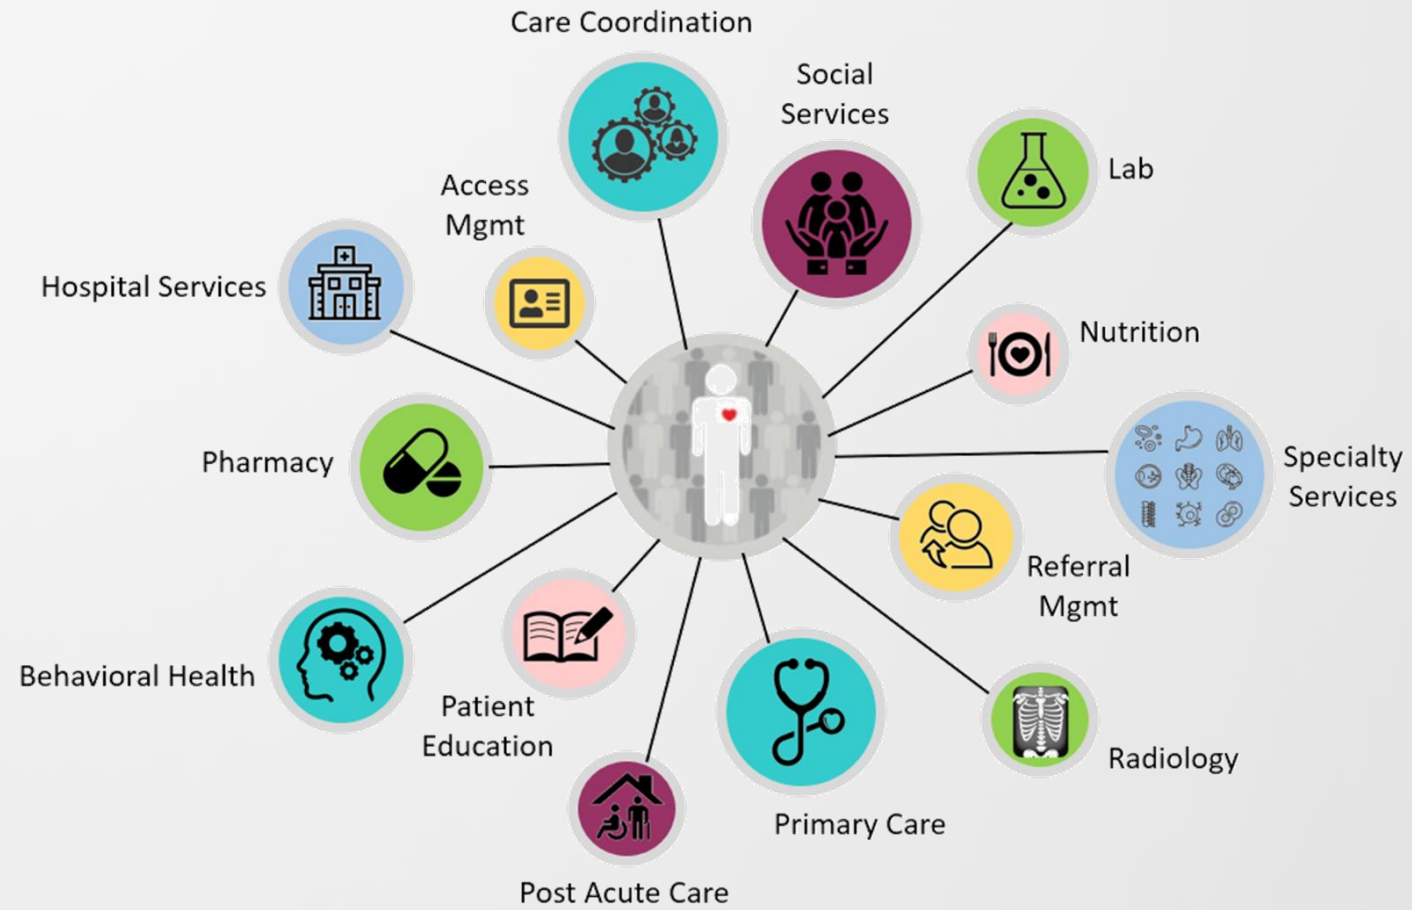 Care Coordination
Social
Services
Lab
Access
Mgmt
Hospital Services
Nutrition
Pharmacy
Specialty
Services
Referral
Mgmt
Behavioral Health
Patient
Education
Radiology
Primary Care
Post Acute Care